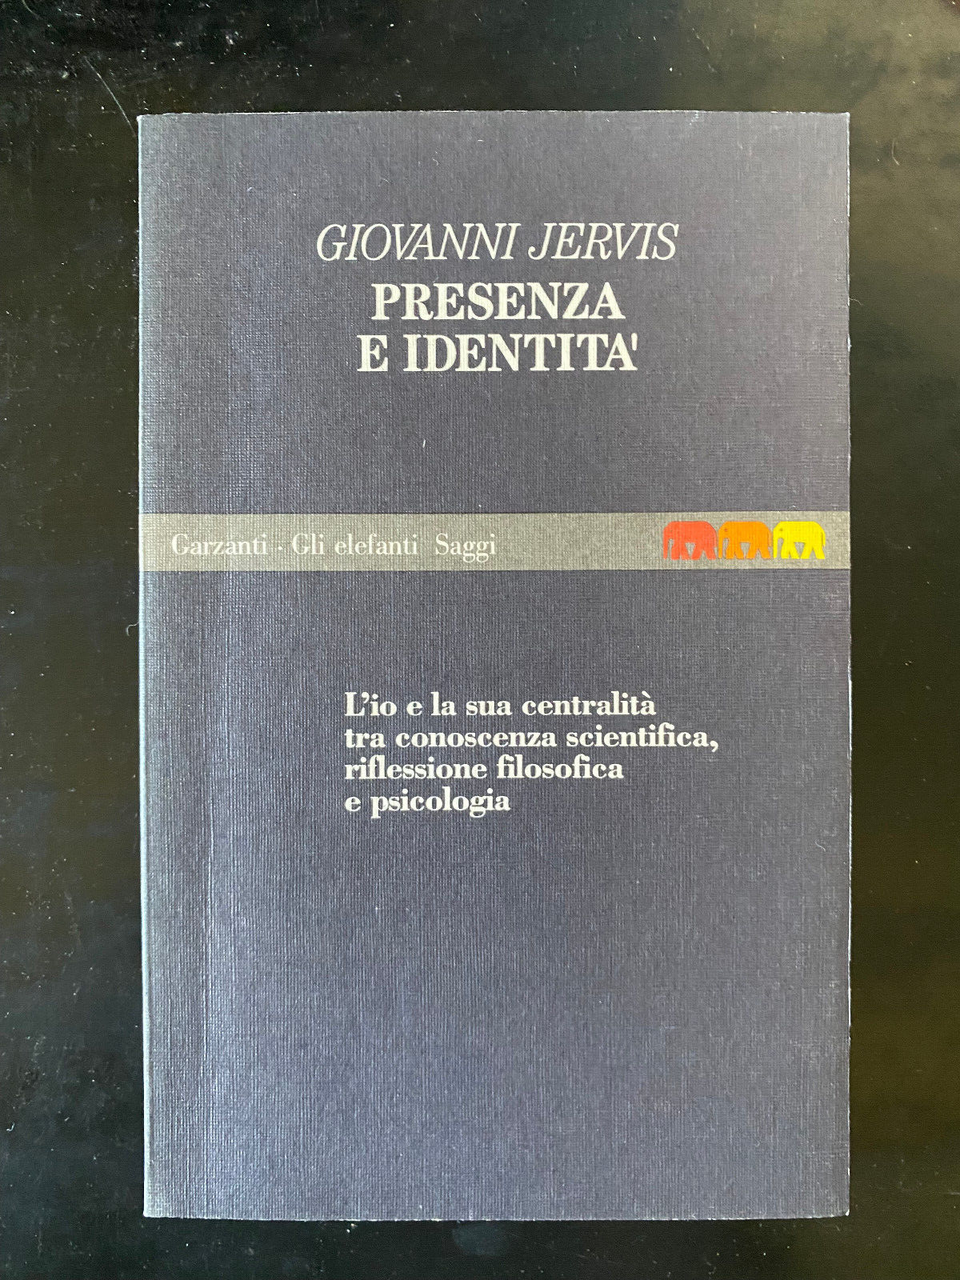 GIOVANNI JERVIS
PRESENZA
E IDENTITA'
Garzanti · Gli elefanti Saggi
L'io e la sua centralità
tra conoscenza scientifica,
riflessione filosofica
e psicologia